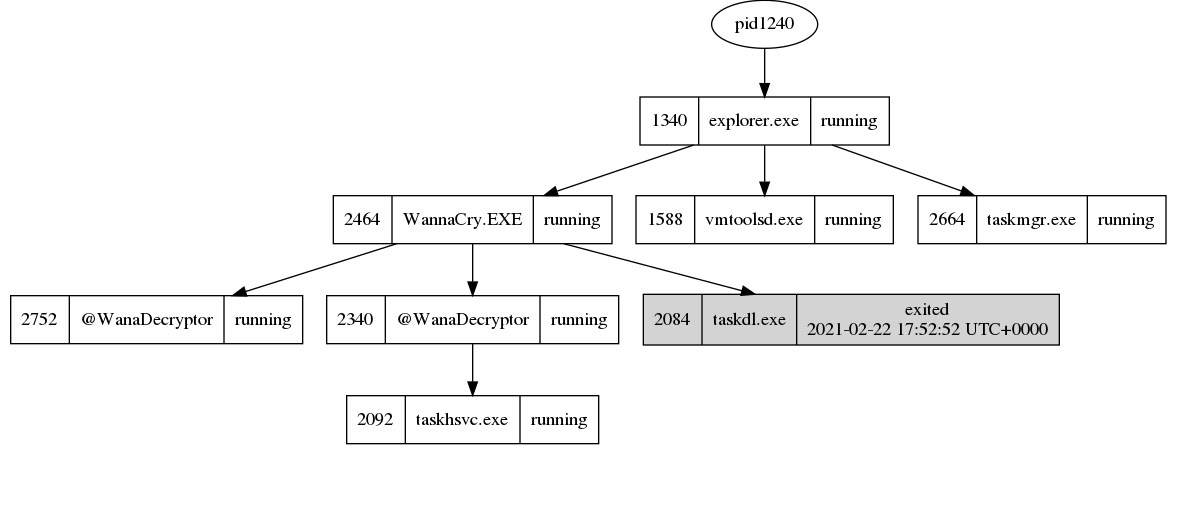 pid1240
1340 explorer.exe running
2464 WannaCry.EXE running
1588 vmtoolsd.exe running
2664 taskmgr.exe running
2752 @WanaDecryptor running
2340 @WanaDecryptor running
2084 taskdl.exe exited
2021-02-22 17:52:52 UTC+0000
2092 taskhsvc.exe running